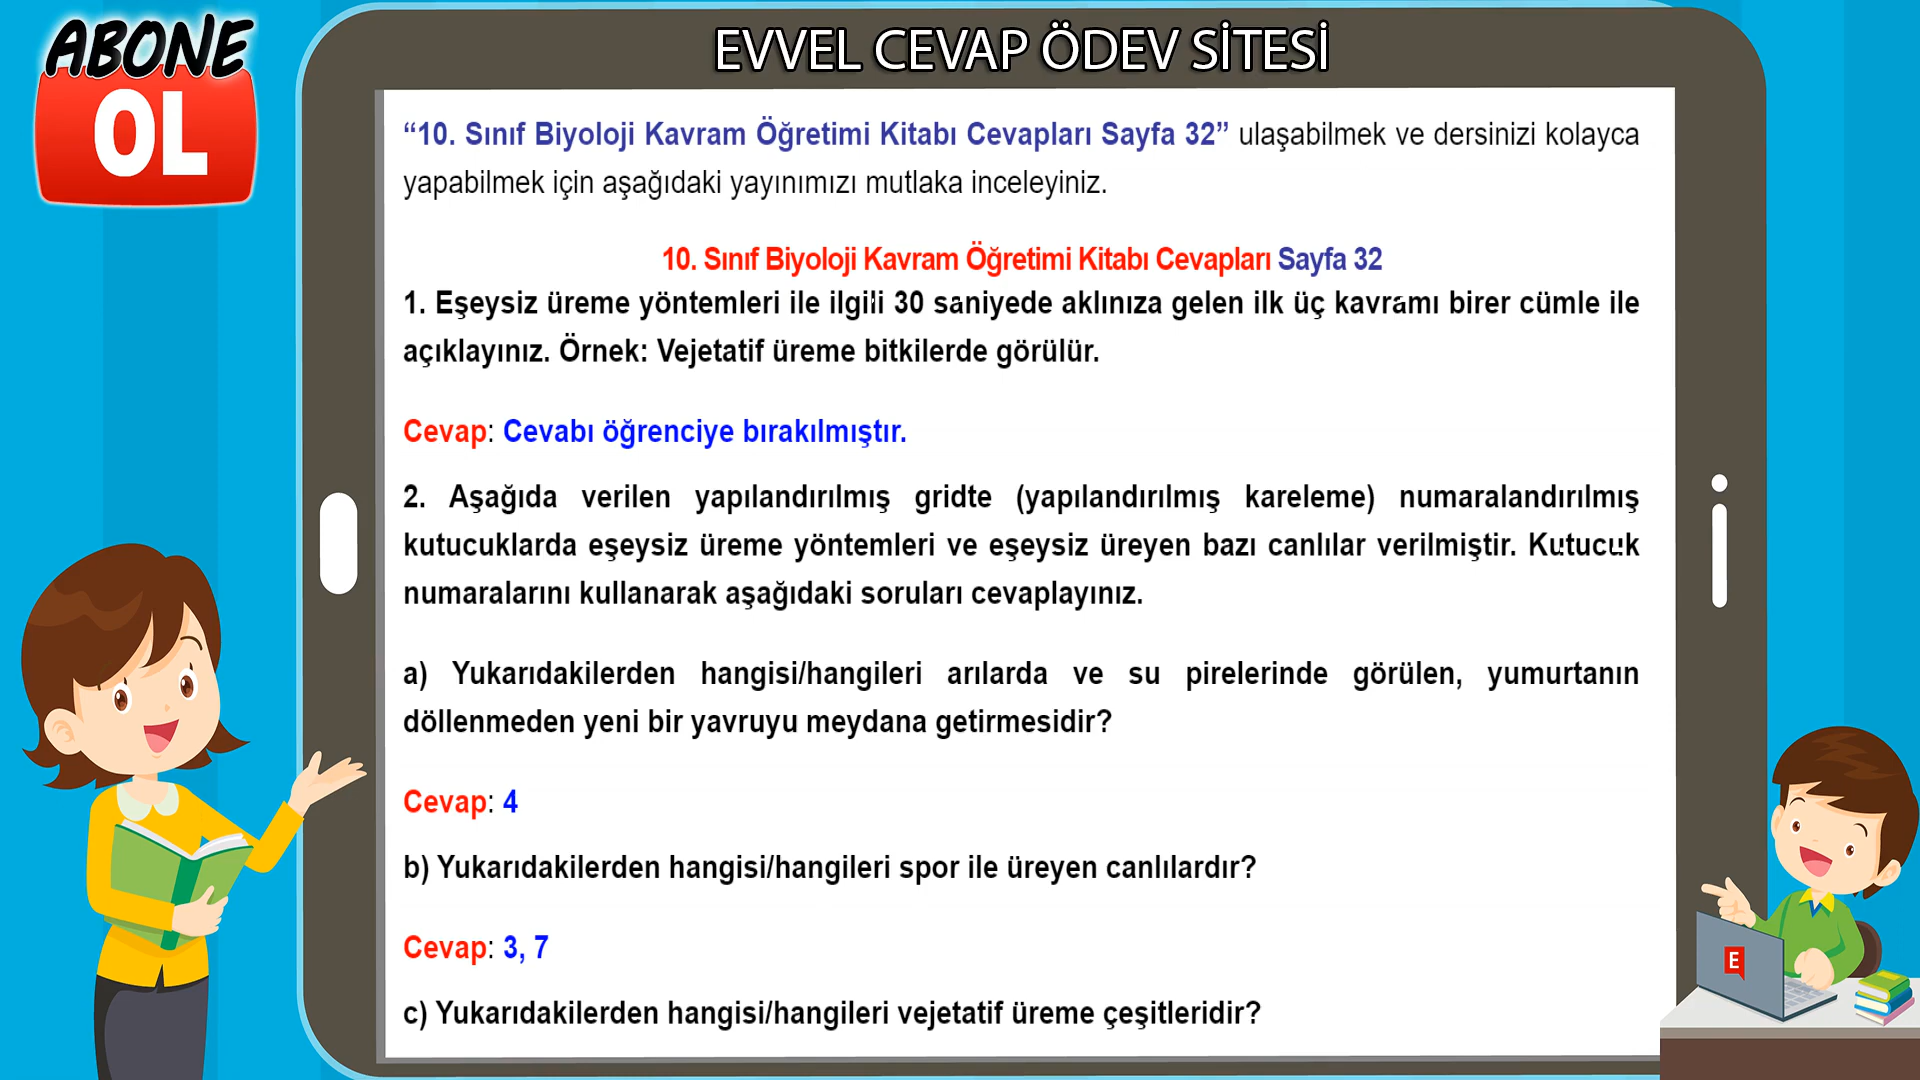 ABONE
OL
EVVEL CEVAP ÖDEV SİTESİ
“10. Sınıf Biyoloji Kavram Öğretimi Kitabı Cevapları Sayfa 32” ulaşabilmek ve dersinizi kolayca
yapabilmek için aşağıdaki yayınımızı mutlaka inceleyiniz.
10. Sınıf Biyoloji Kavram Öğretimi Kitabı Cevapları Sayfa 32
1. Eşeysiz üreme yöntemleri ile ilgili 30 saniyede aklınıza gelen ilk üç kavramı birer cümle ile
açıklayınız. Örnek: Vejetatif üreme bitkilerde görülür.
Cevap: Cevabı öğrenciye bırakılmıştır.
2. Aşağıda verilen yapılandırılmış gridte (yapılandırılmış kareleme) numaralandırılmış
kutucuklarda eşeysiz üreme yöntemleri ve eşeysiz üreyen bazı canlılar verilmiştir. Kutucuk
numaralarını kullanarak aşağıdaki soruları cevaplayınız.
a) Yukarıdakilerden hangisi/hangileri arılarda ve su pirelerinde görülen, yumurtanın
döllenmeden yeni bir yavruyu meydana getirmesidir?
Cevap: 4
b) Yukarıdakilerden hangisi/hangileri spor ile üreyen canlılardır?
Cevap: 3, 7
c) Yukarıdakilerden hangisi/hangileri vejetatif üreme çeşitleridir?
E